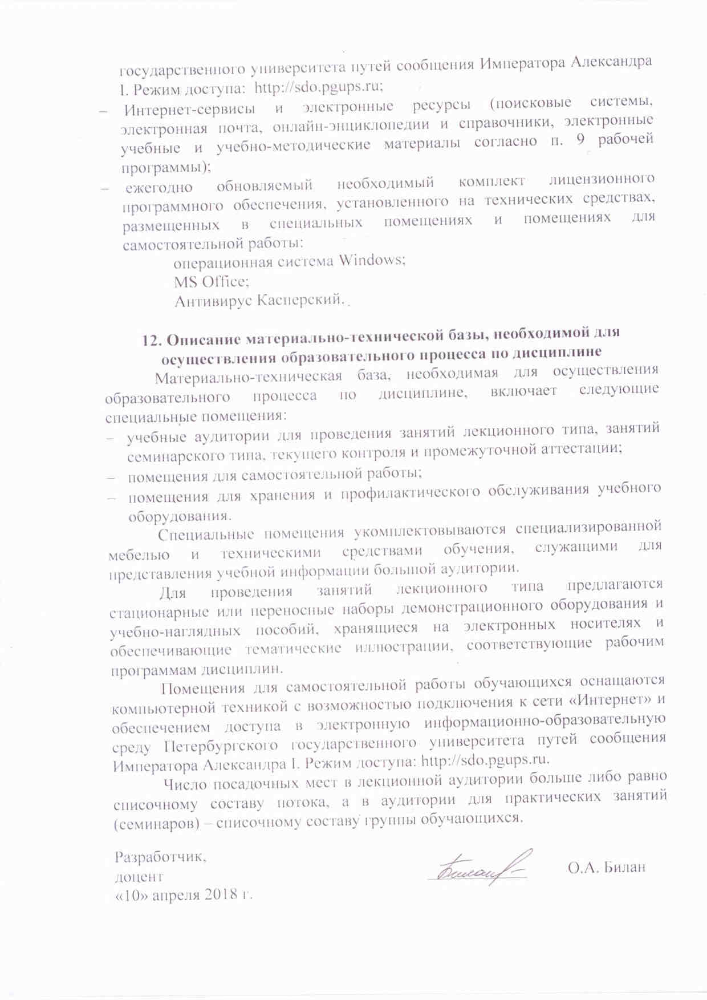 государственного университета путей сообщения Императора Александра
I. Режим доступа: http://sdo.pgups.ru;
– Интернет-сервисы и электронные ресурсы (поисковые системы,
электронная почта, онлайн-энциклопедии и справочники, электронные
учебные и учебно-методические материалы согласно п. 9 рабочей
программы);
– ежегодно обновляемый необходимый комплект лицензионного
программного обеспечения, установленного на технических средствах,
размещенных в специальных помещениях и помещениях для
самостоятельной работы:
операционная система Windows;
MS Office;
Антивирус Касперский.
12. Описание материально-технической базы, необходимой для
осуществления образовательного процесса по дисциплине
Материально-техническая база, необходимая для осуществления
образовательного процесса по дисциплине, включает следующие
специальные помещения:
– учебные аудитории для проведения занятий лекционного типа, занятий
семинарского типа, текущего контроля и промежуточной аттестации;
– помещения для самостоятельной работы;
– помещения для хранения и профилактического обслуживания учебного
оборудования.
Специальные помещения укомплектовываются специализированной
мебелью и техническими средствами обучения, служащими для
представления учебной информации большой аудитории.
Для проведения занятий лекционного типа предлагаются
стационарные или переносные наборы демонстрационного оборудования и
учебно-наглядных пособий, хранящиеся на электронных носителях и
обеспечивающие тематические иллюстрации, соответствующие рабочим
программам дисциплин.
Помещения для самостоятельной работы обучающихся оснащаются
компьютерной техникой с возможностью подключения к сети «Интернет» и
обеспечением доступа в электронную информационно-образовательную
среду Петербургского государственного университета путей сообщения
Императора Александра I. Режим доступа: http://sdo.pgups.ru.
Число посадочных мест в лекционной аудитории больше либо равно
списочному составу потока, а в аудитории для практических занятий
(семинаров) – списочному составу группы обучающихся.
Разработчик,
доцент Билан О.А. Билан
«10» апреля 2018 г.